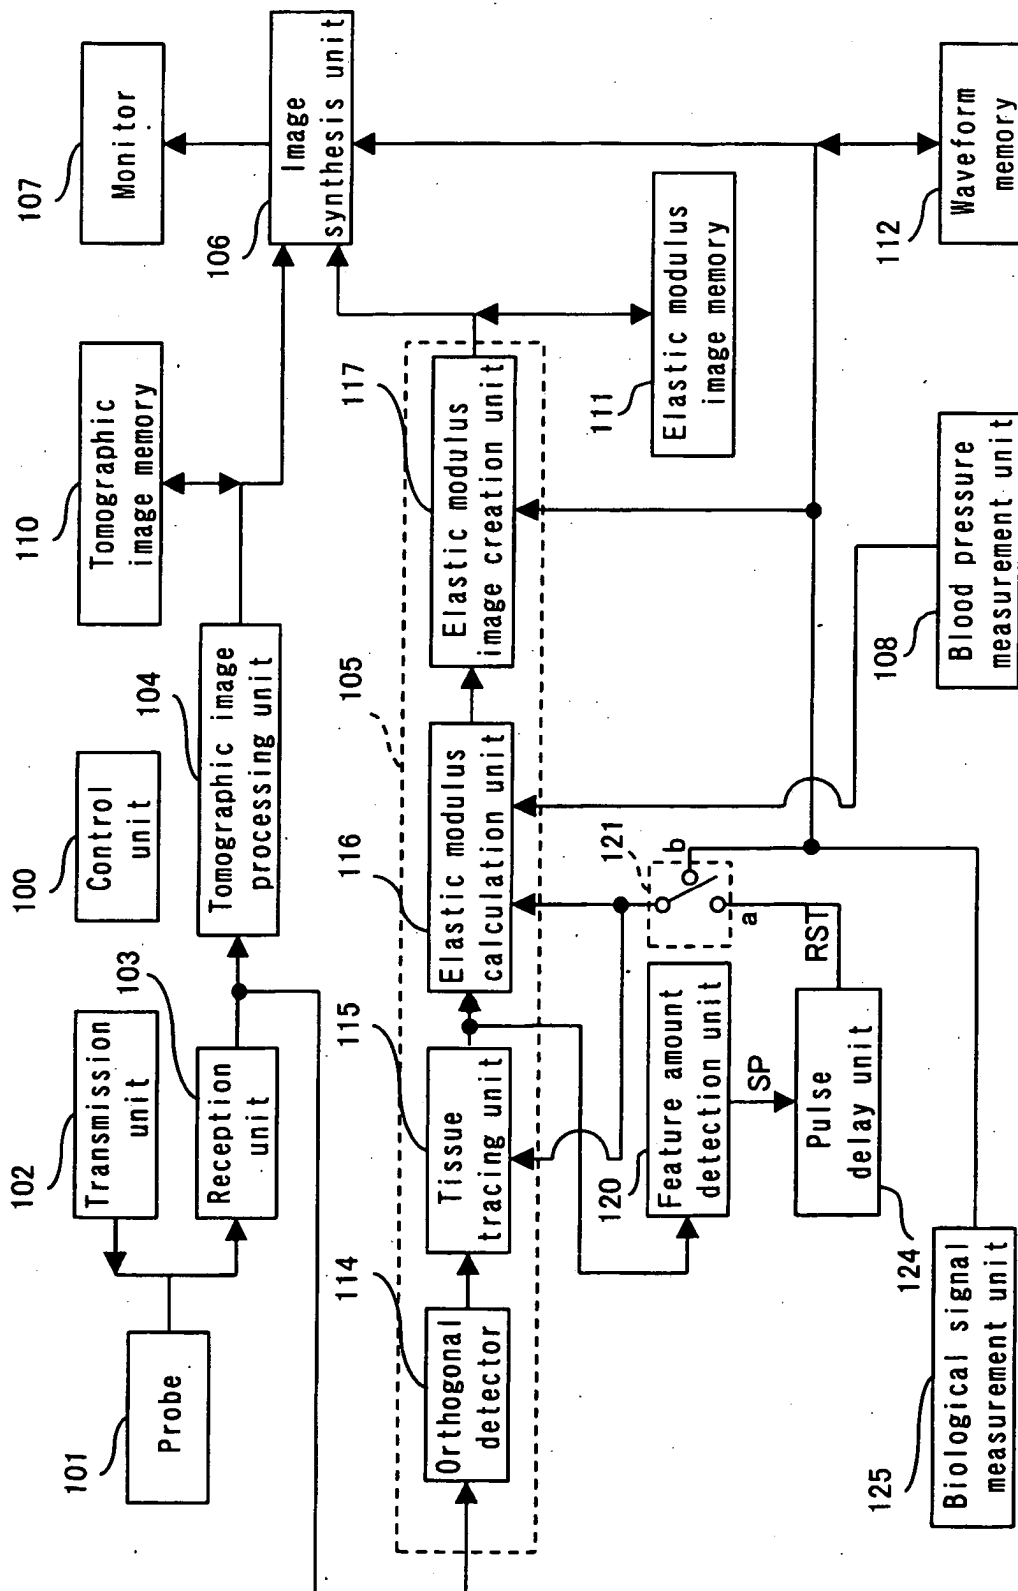 101
Probe
102
Transmission
unit
103
Reception
unit
100
Control
unit
104
Tomographic image
processing unit
110
Tomographic
image memory
107
Monitor
106
Image
synthesis unit
105
114
Orthogonal
detector
115
Tissue
tracing unit
116
Elastic modulus
calculation unit
117
Elastic modulus
image creation unit
111
Elastic modulus
image memory
120
Feature amount
detection unit
SP
121
a
b
RST
Pulse
delay unit
124
125
Biological signal
measurement unit
108
Blood pressure
measurement unit
112
Waveform
memory